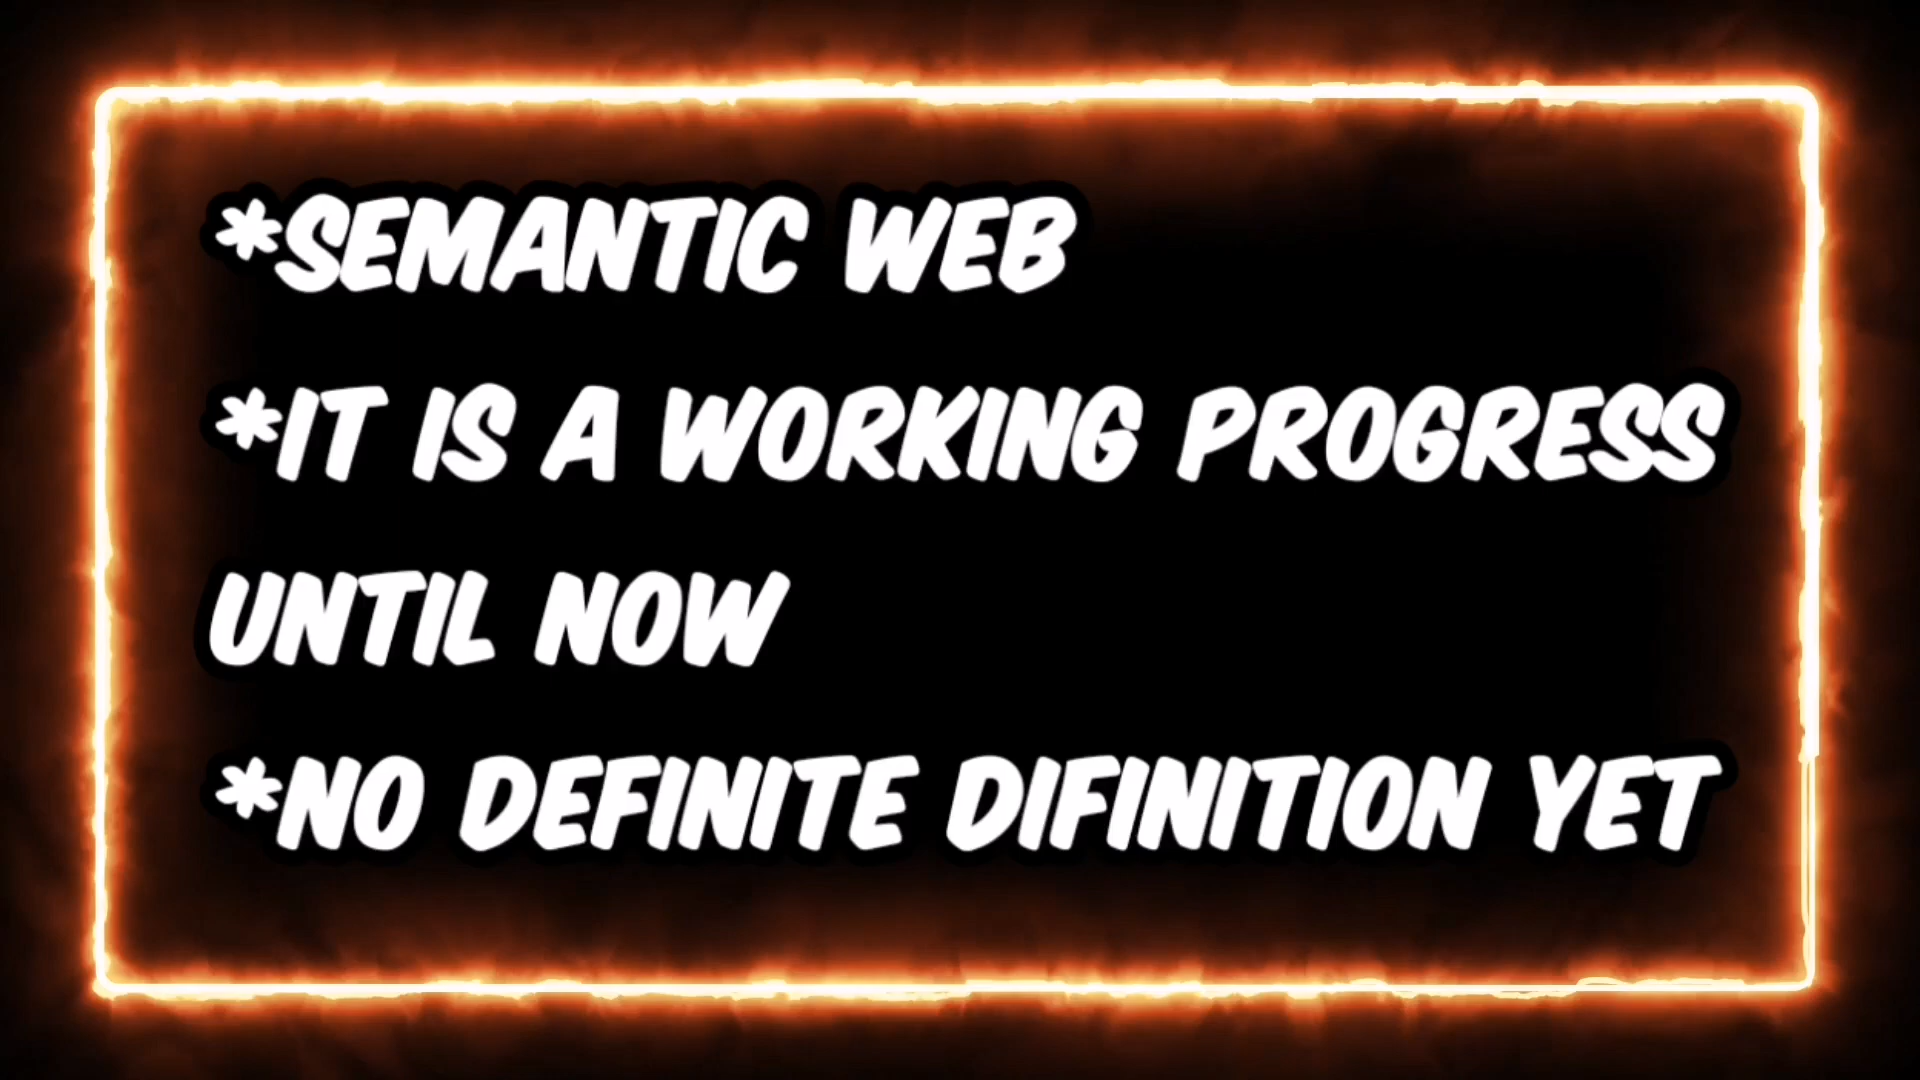 *SEMANTIC WEB
*IT IS A WORKING PROGRESS
UNTIL NOW
*NO DEFINITE DIFINITION YET